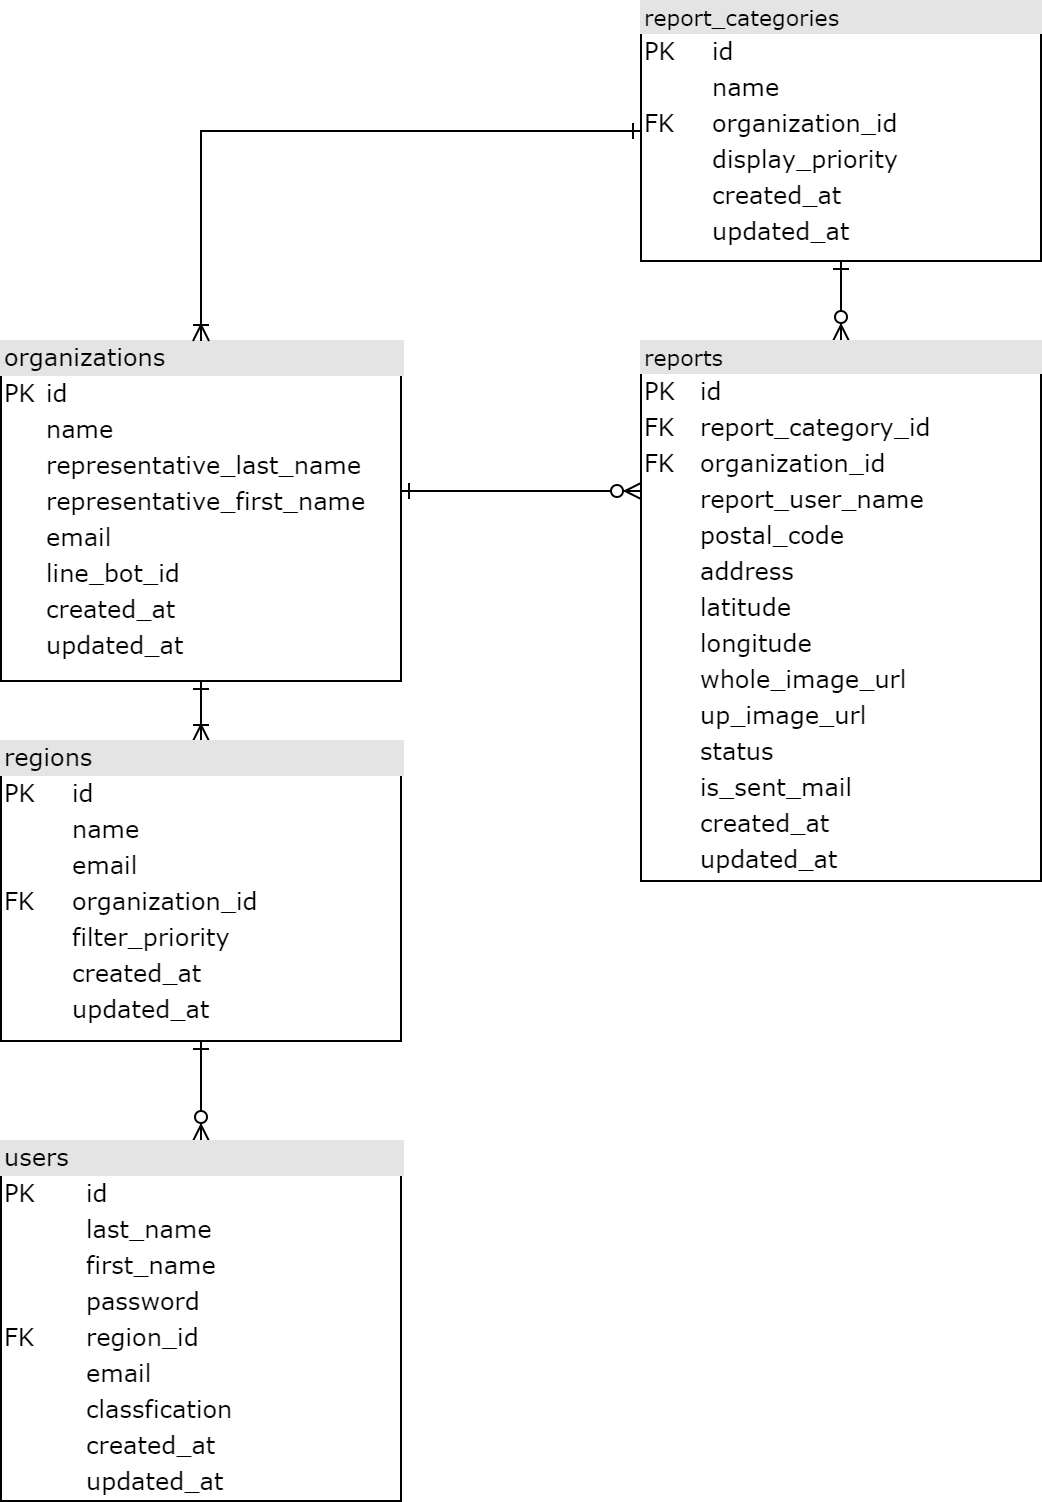 report_categories
PK id
name
FK organization_id
display_priority
created_at
updated_at
organizations
PK id
name
representative_last_name
representative_first_name
email
line_bot_id
created_at
updated_at
reports
PK id
FK report_category_id
FK organization_id
report_user_name
postal_code
address
latitude
longitude
whole_image_url
up_image_url
status
is_sent_mail
created_at
updated_at
regions
PK id
name
email
FK organization_id
filter_priority
created_at
updated_at
users
PK id
last_name
first_name
password
FK region_id
email
classfication
created_at
updated_at